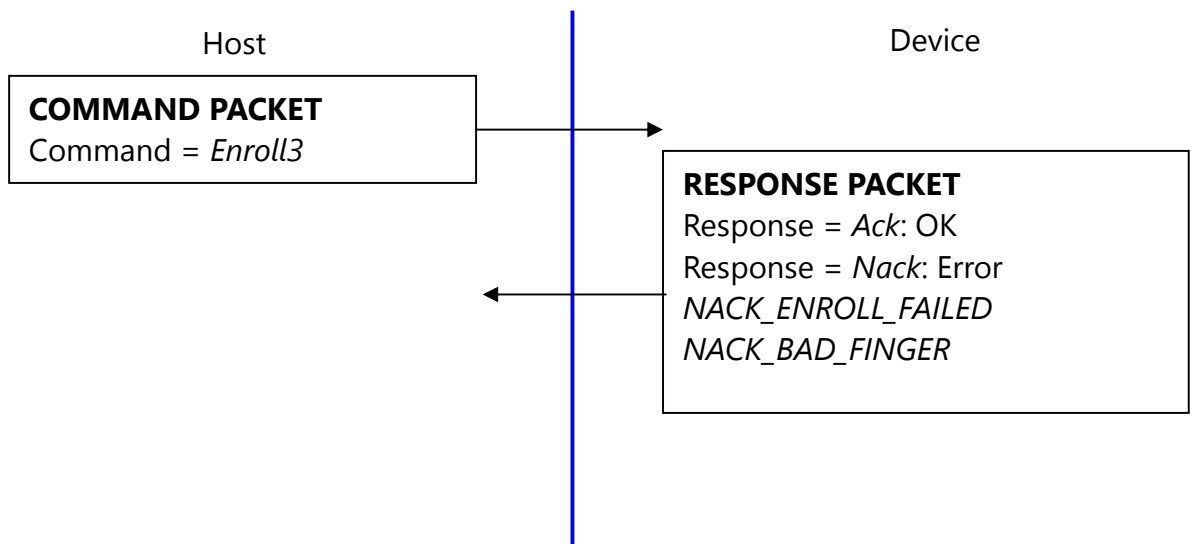 Host
Device
COMMAND PACKET
Command = Enroll3
RESPONSE PACKET
Response = Ack: OK
Response = Nack: Error
NACK_ENROLL_FAILED
NACK_BAD_FINGER